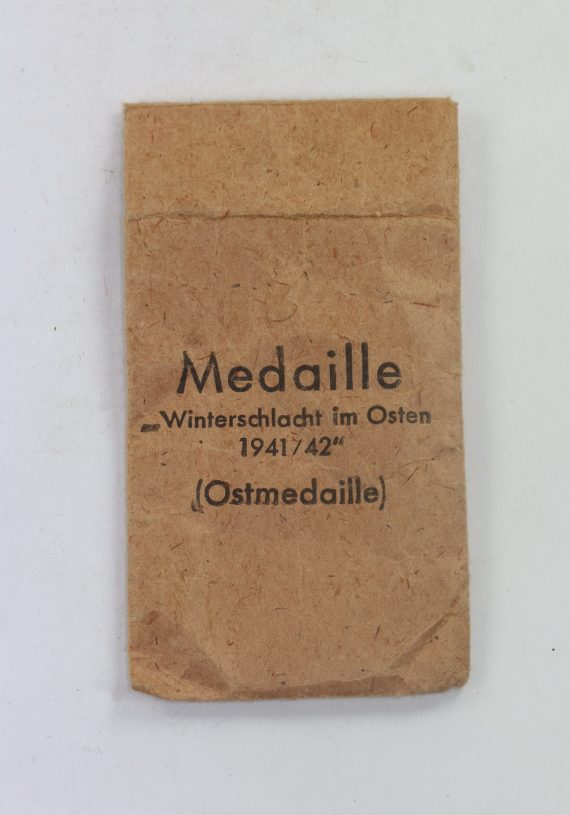 Medaille
„Winterschlacht im Osten
1941/42“
(Ostmedaille)